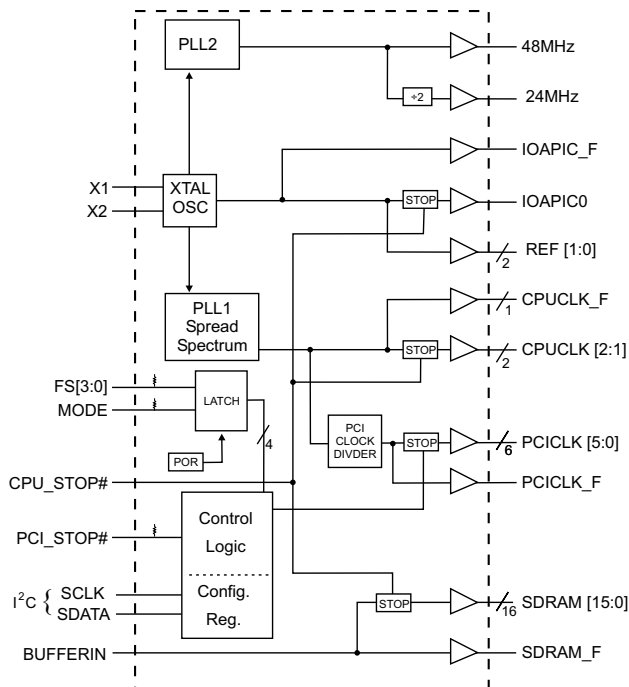 PLL2
48MHz
÷2
24MHz
IOAPIC_F
X1
X2
XTAL
OSC
STOP
IOAPIC0
REF [1:0]
2
PLL1
Spread
Spectrum
CPUCLK_F
1
STOP
CPUCLK [2:1]
2
FS[3:0]
MODE
LATCH
4
POR
PCI
CLOCK
DIVDER
STOP
PCICLK [5:0]
6
PCICLK_F
CPU_STOP#
PCI_STOP#
Control
Logic
Config.
Reg.
I²C { SCLK
SDATA
STOP
SDRAM [15:0]
16
BUFFERIN
SDRAM_F